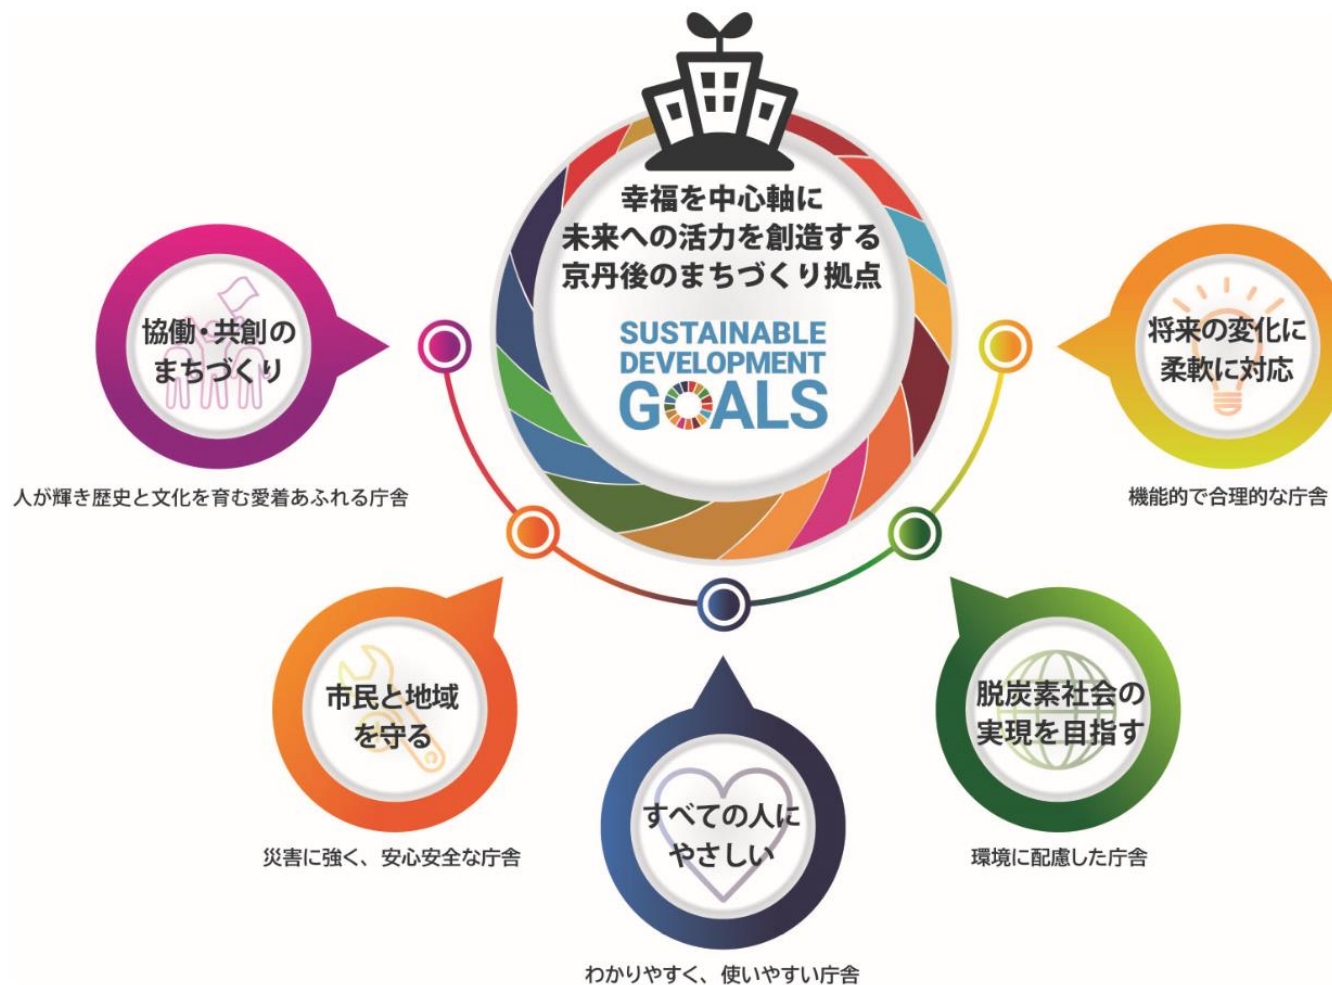 幸福を中心軸に
未来への活力を創造する
京丹後のまちづくり拠点
SUSTAINABLE
DEVELOPMENT
GOALS
協働・共創の
まちづくり
人が輝き歴史と文化を育む愛着あふれる庁舎
市民と地域
を守る
災害に強く、安心安全な庁舎
すべての人に
やさしい
わかりやすく、使いやすい庁舎
脱炭素社会の
実現を目指す
環境に配慮した庁舎
将来の変化に
柔軟に対応
機能的で合理的な庁舎